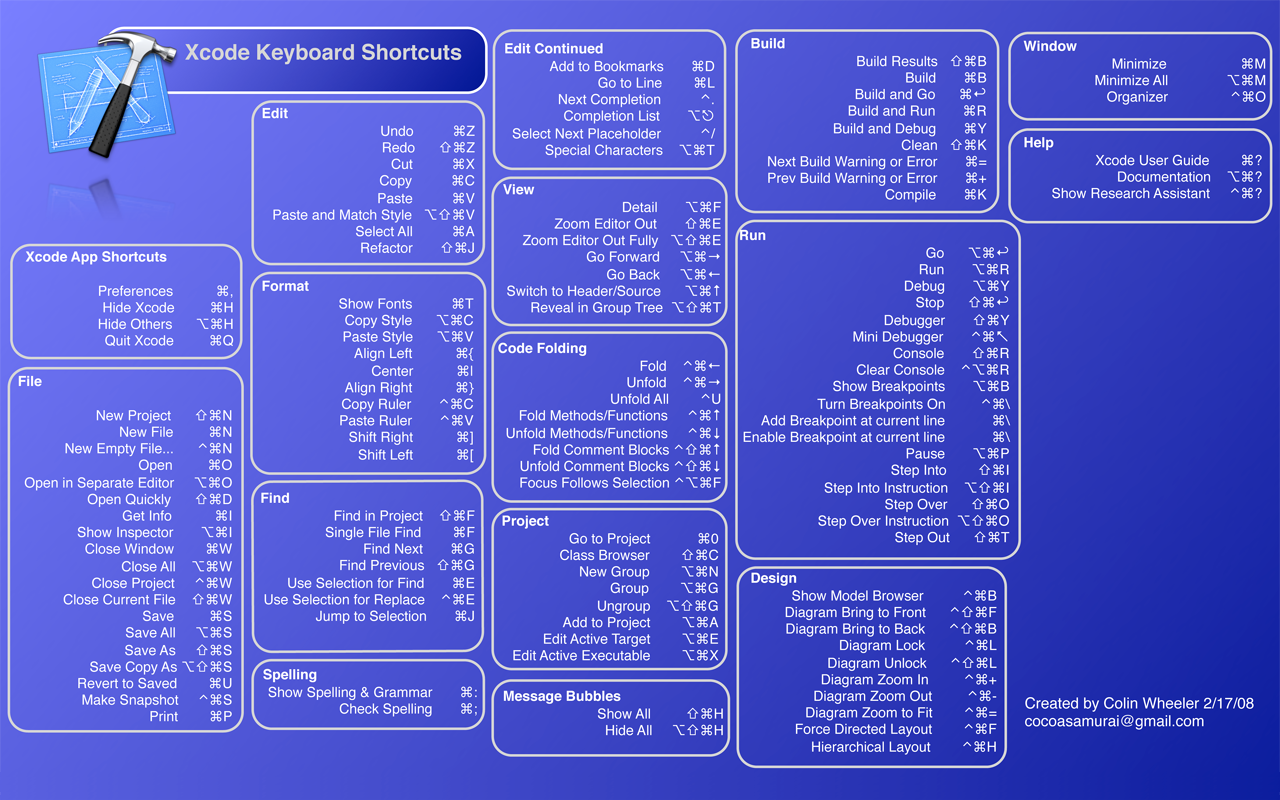 Xcode Keyboard Shortcuts
Xcode App Shortcuts
Preferences ⌘,
Hide Xcode ⌘H
Hide Others ⌥⌘H
Quit Xcode ⌘Q
File
New Project ⇧⌘N
New File ⌘N
New Empty File... ^⌘N
Open ⌘O
Open in Separate Editor ⌥⌘O
Open Quickly ⇧⌘D
Get Info ⌘I
Show Inspector ⌥⌘I
Close Window ⌘W
Close All ⌥⌘W
Close Project ^⌘W
Close Current File ⇧⌘W
Save ⌘S
Save All ⌥⌘S
Save As ⇧⌘S
Save Copy As ⌥⇧⌘S
Revert to Saved ⌘U
Make Snapshot ^⌘S
Print ⌘P
Edit
Undo ⌘Z
Redo ⇧⌘Z
Cut ⌘X
Copy ⌘C
Paste ⌘V
Paste and Match Style ⌥⇧⌘V
Select All ⌘A
Refactor ⇧⌘J
Format
Show Fonts ⌘T
Copy Style ⌥⌘C
Paste Style ⌥⌘V
Align Left ⌘{
Center ⌘I
Align Right ⌘}
Copy Ruler ^⌘C
Paste Ruler ^⌘V
Shift Right ⌘]
Shift Left ⌘[
Find
Find in Project ⇧⌘F
Single File Find ⌘F
Find Next ⌘G
Find Previous ⇧⌘G
Use Selection for Find ⌘E
Use Selection for Replace ^⌘E
Jump to Selection ⌘J
Spelling
Show Spelling & Grammar ⌘:
Check Spelling ⌘;
Edit Continued
Add to Bookmarks ⌘D
Go to Line ⌘L
Next Completion ^.
Completion List ⌥⎋
Select Next Placeholder ^/
Special Characters ⌥⌘T
View
Detail ⌥⌘F
Zoom Editor Out ⇧⌘E
Zoom Editor Out Fully ⌥⇧⌘E
Go Forward ⌥⌘→
Go Back ⌥⌘←
Switch to Header/Source ⌥⌘↑
Reveal in Group Tree ⌥⇧⌘T
Code Folding
Fold ^⌘←
Unfold ^⌘→
Unfold All ^U
Fold Methods/Functions ^⌘↑
Unfold Methods/Functions ^⌘↓
Fold Comment Blocks ^⇧⌘↑
Unfold Comment Blocks ^⇧⌘↓
Focus Follows Selection ^⌥⌘F
Project
Go to Project ⌘0
Class Browser ⇧⌘C
New Group ⌥⌘N
Group ⌥⌘G
Ungroup ⌥⇧⌘G
Add to Project ⌥⌘A
Edit Active Target ⌥⌘E
Edit Active Executable ⌥⌘X
Message Bubbles
Show All ⇧⌘H
Hide All ⌥⇧⌘H
Build
Build Results ⇧⌘B
Build ⌘B
Build and Go ⌘↩
Build and Run ⌘R
Build and Debug ⌘Y
Clean ⇧⌘K
Next Build Warning or Error ⌘=
Prev Build Warning or Error ⌘+
Compile ⌘K
Run
Go ⌥⌘↩
Run ⌥⌘R
Debug ⌥⌘Y
Stop ⇧⌘↩
Debugger ⇧⌘Y
Mini Debugger ^⌘↖
Console ⇧⌘R
Clear Console ^⌥⌘R
Show Breakpoints ⌥⌘B
Turn Breakpoints On ^⌘\
Add Breakpoint at current line ⌘\
Enable Breakpoint at current line ⌘\
Pause ⌥⌘P
Step Into ⇧⌘I
Step Into Instruction ⌥⇧⌘I
Step Over ⇧⌘O
Step Over Instruction ⌥⇧⌘O
Step Out ⇧⌘T
Design
Show Model Browser ^⌘B
Diagram Bring to Front ^⇧⌘F
Diagram Bring to Back ^⇧⌘B
Diagram Lock ^⌘L
Diagram Unlock ^⇧⌘L
Diagram Zoom In ^⌘+
Diagram Zoom Out ^⌘-
Diagram Zoom to Fit ^⌘=
Force Directed Layout ^⌘F
Hierarchical Layout ^⌘H
Window
Minimize ⌘M
Minimize All ⌥⌘M
Organizer ^⌘O
Help
Xcode User Guide ⌘?
Documentation ⌥⌘?
Show Research Assistant ^⌘?
Created by Colin Wheeler 2/17/08
cocoasamurai@gmail.com